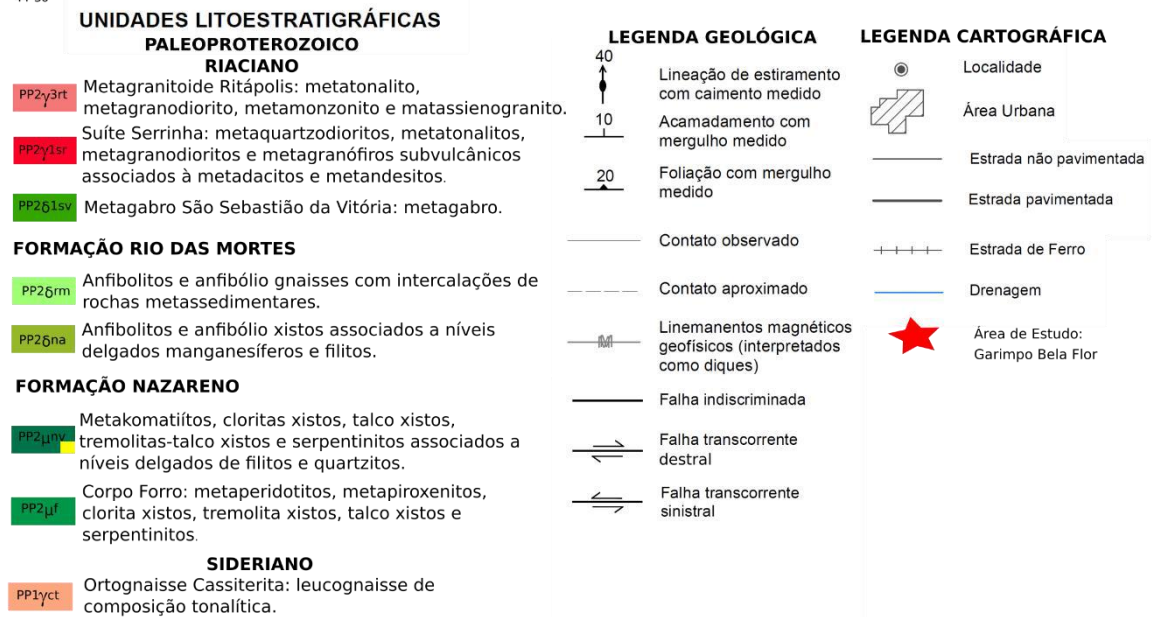 UNIDADES LITOESTRATIGRÁFICAS
PALEOPROTEROZOICO
RIACIANO
PP2γ3rt
Metagranitoide Ritápolis: metatonalito,
metagranodiorito, metamonzonito e matassienogranito.
PP2γ1sr
Suíte Serrinha: metaquartzodioritos, metatonalitos,
metagranodioritos e metagranófiros subvulcânicos
associados à metadacitos e metandesitos.
PP2δ1sv
Metagabro São Sebastião da Vitória: metagabro.
FORMAÇÃO RIO DAS MORTES
PP2δrm
Anfibolitos e anfibólio gnaisses com intercalações de
rochas metassedimentares.
PP2δna
Anfibolitos e anfibólio xistos associados a níveis
delgados manganesíferos e filitos.
FORMAÇÃO NAZARENO
PP2μnv
Metakomatiítos, cloritas xistos, talco xistos,
tremolitas-talco xistos e serpentinitos associados a
níveis delgados de filitos e quartzitos.
PP2μf
Corpo Forro: metaperidotitos, metapiroxenitos,
clorita xistos, tremolita xistos, talco xistos e
serpentinitos.
SIDERIANO
PP1γct
Ortognaisse Cassiterita: leucognaisse de
composição tonalítica.
LEGENDA GEOLÓGICA
40
Lineação de estiramento
com caimento medido
10
Acamadamento com
mergulho medido
20
Foliação com mergulho
medido
Contato observado
Contato aproximado
M
Linemanentos magnéticos
geofísicos (interpretados
como diques)
Falha indiscriminada
Falha transcorrente
destral
Falha transcorrente
sinistral
LEGENDA CARTOGRÁFICA
Localidade
Área Urbana
Estrada não pavimentada
Estrada pavimentada
Estrada de Ferro
Drenagem
Área de Estudo:
Garimpo Bela Flor